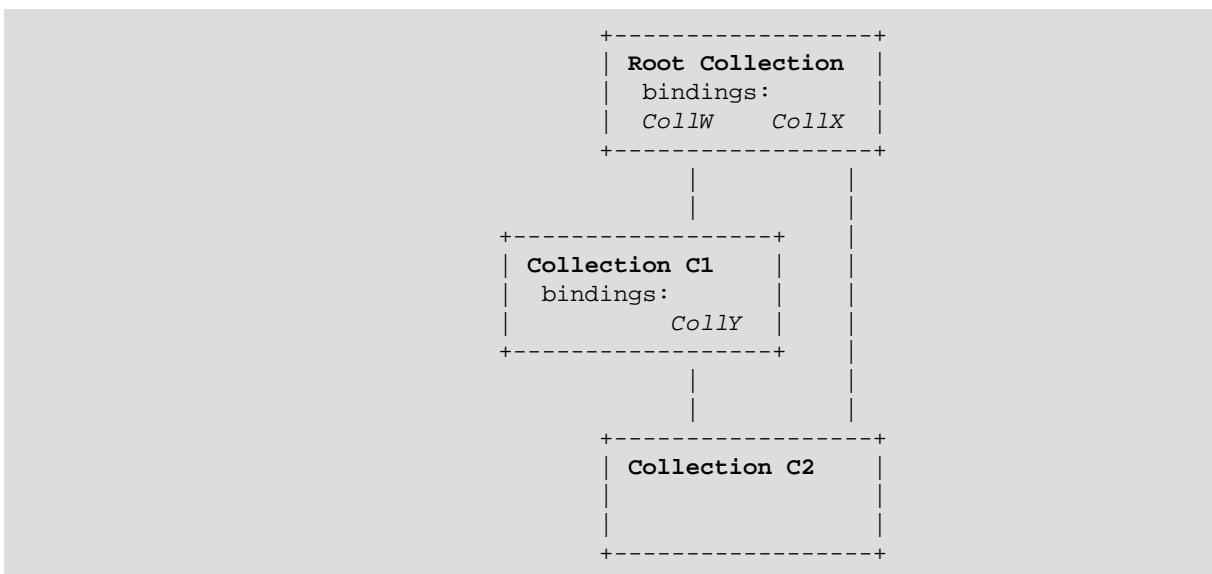 +------------------+
| Root Collection |
| bindings: |
| CollW CollX |
+------------------+
| |
| |
+------------------+ |
| Collection C1 | |
| bindings: | |
| CollY | |
+------------------+ |
| |
| |
+------------------+
| Collection C2 |
| |
| |
+------------------+